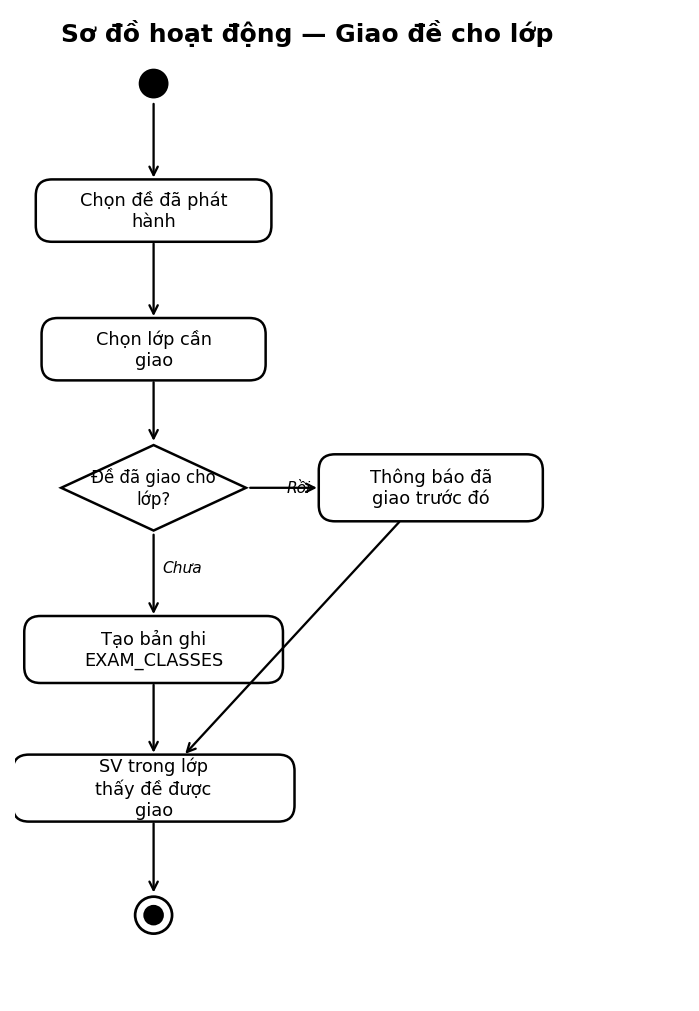 Sơ đồ hoạt động — Giao đề cho lớp
Chọn đề đã phát
hành
Chọn lớp cần
giao
Đề đã giao cho
lớp?
Rồi
Thông báo đã
giao trước đó
Chưa
Tạo bản ghi
EXAM_CLASSES
SV trong lớp
thấy đề được
giao